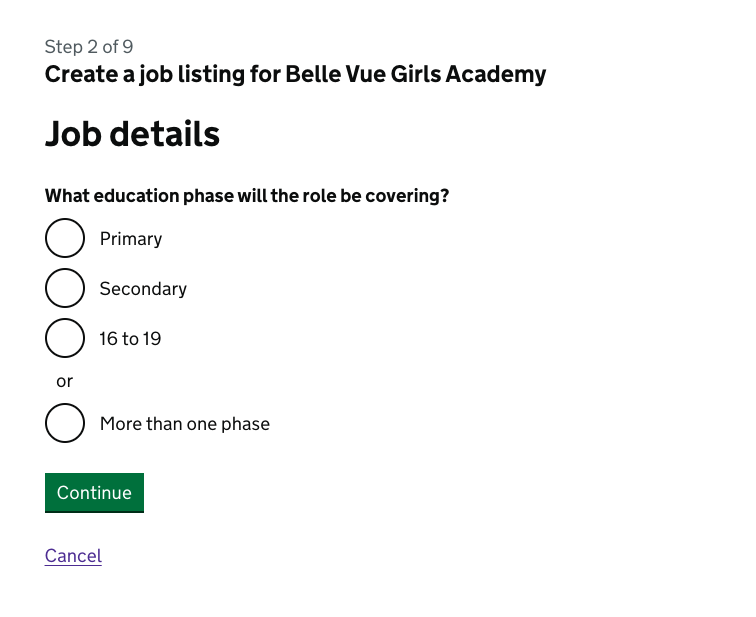 Step 2 of 9
Create a job listing for Belle Vue Girls Academy
Job details
What education phase will the role be covering?
Primary
Secondary
16 to 19
or
More than one phase
Continue
Cancel